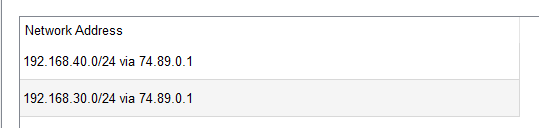 Network Address
192.168.40.0/24 via 74.89.0.1
192.168.30.0/24 via 74.89.0.1